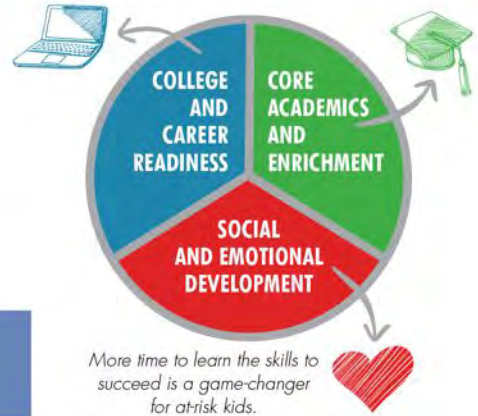 COLLEGE
AND
CAREER
READINESS
CORE
ACADEMICS
AND
ENRICHMENT
SOCIAL
AND EMOTIONAL
DEVELOPMENT
More time to learn the skills to
succeed is a game-changer
for at-risk kids.